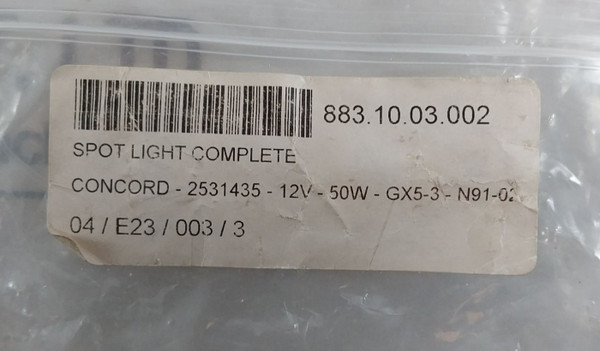 883.10.03.002
SPOT LIGHT COMPLETE
CONCORD - 2531435 - 12V - 50W - GX5-3 - N91-02
04 / E23 / 003 / 3